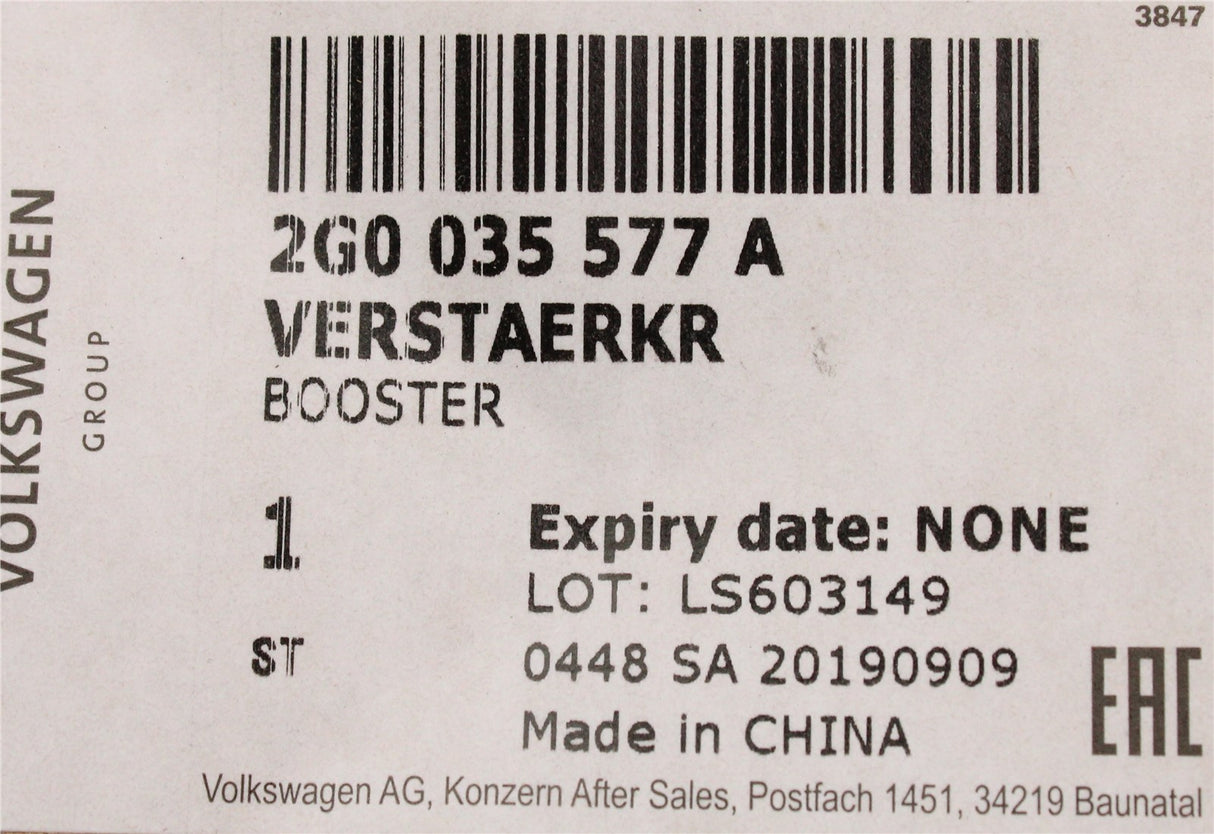 3847
VOLKSWAGEN
GROUP
2G0 035 577 A
VERSTAERKR
BOOSTER
1
Expiry date: NONE
LOT: LS603149
ST
0448 SA 20190909
EAC
Made in CHINA
Volkswagen AG, Konzern After Sales, Postfach 1451, 34219 Baunatal